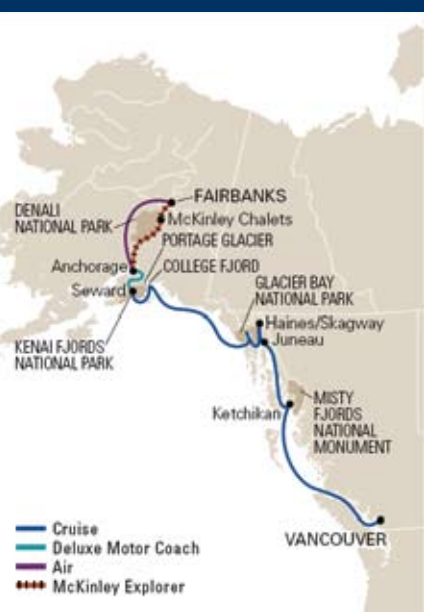 FAIRBANKS
DENALI
NATIONAL PARK
McKinley Chalets
PORTAGE GLACIER
Anchorage
COLLEGE FJORD
Seward
GLACIER BAY
NATIONAL PARK
Haines/Skagway
Juneau
KENAI FJORDS
NATIONAL PARK
Ketchikan
MISTY
FJORDS
NATIONAL
MONUMENT
VANCOUVER
Cruise
Deluxe Motor Coach
Air
McKinley Explorer